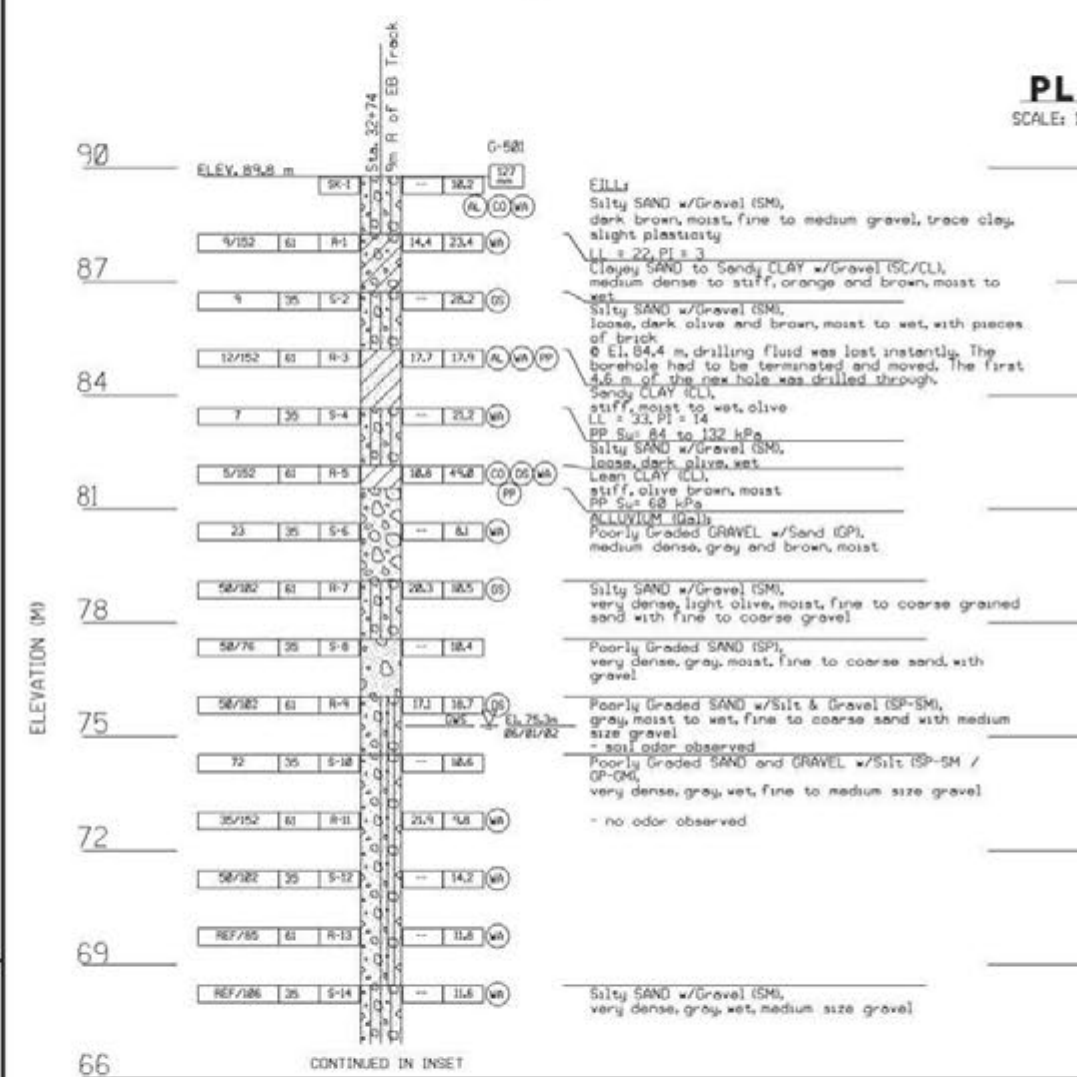 Sta. 32+74
9m R of EB Track
PL
SCALE: 1
G-501
127 mm
90
ELEV. 89.8 m
SK-1 -- 10.2
AL CO WA
FILL:
Silty SAND w/Gravel (SM),
dark brown, moist, fine to medium gravel, trace clay,
slight plasticity
LL = 22, PI = 3
9/152 61 R-1 14.4 23.4 WA
87
Clayey SAND to Sandy CLAY w/Gravel (SC/CL),
medium dense to stiff, orange and brown, moist to
wet
9 35 S-2 -- 28.2 DS
Silty SAND w/Gravel (SM),
loose, dark olive and brown, moist to wet, with pieces
of brick
@ El. 84.4 m, drilling fluid was lost instantly. The
borehole had to be terminated and moved. The first
4.6 m of the new hole was drilled through.
12/152 61 R-3 17.7 17.9 AL WA PP
84
Sandy CLAY (CL),
stiff, moist to wet, olive
LL = 33, PI = 14
PP Su= 84 to 132 kPa
7 35 S-4 -- 21.2 WA
Silty SAND w/Gravel (SM),
loose, dark olive, wet
5/152 61 R-5 10.8 49.0 CO DS WA
PP
Lean CLAY (CL),
stiff, olive brown, moist
PP Su= 60 kPa
81
ALLUVIUM (Qal):
Poorly Graded GRAVEL w/Sand (GP),
medium dense, gray and brown, moist
23 35 S-6 -- 8.1 WA
50/102 61 R-7 20.3 10.5 DS
Silty SAND w/Gravel (SM),
very dense, light olive, moist, fine to coarse grained
sand with fine to coarse gravel
78
ELEVATION (M)
50/76 35 S-8 -- 10.4
Poorly Graded SAND (SP),
very dense, gray, moist, fine to coarse sand, with
gravel
50/102 61 R-9 17.1 18.7 DS
GWS El. 75.3m
06/01/02
Poorly Graded SAND w/Silt & Gravel (SP-SM),
gray, moist to wet, fine to coarse sand with medium
size gravel
- soil odor observed
75
72 35 S-10 -- 10.6
Poorly Graded SAND and GRAVEL w/Silt (SP-SM /
GP-GM),
very dense, gray, wet, fine to medium size gravel
35/152 61 R-11 21.9 9.8 WA
- no odor observed
72
50/102 35 S-12 -- 14.2 WA
REF/85 61 R-13 -- 11.8 WA
69
REF/106 35 S-14 -- 11.6 WA
Silty SAND w/Gravel (SM),
very dense, gray, wet, medium size gravel
66
CONTINUED IN INSET